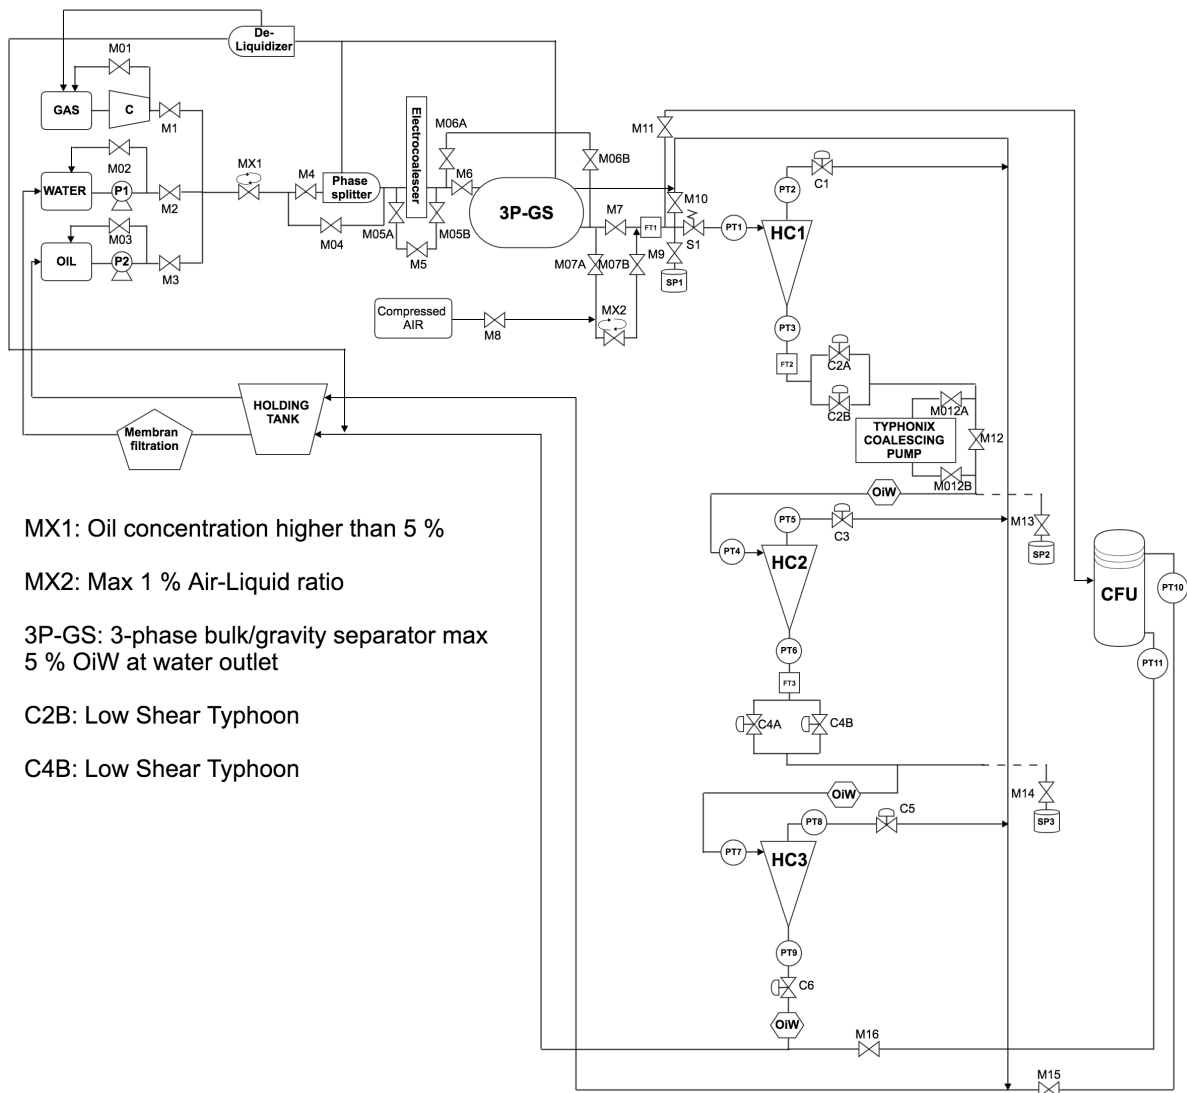 De-
Liquidizer
M01
GAS
C
M1
M02
WATER
P1
M2
MX1
M03
OIL
P2
M3
M4
Phase
splitter
M04
Electrocoalescer
M05A
M05B
M5
M06A
M6
M06B
3P-GS
M7
FT1
M07A
M07B
M9
M11
M10
S1
SP1
Compressed
AIR
M8
MX2
PT1
PT2
C1
HC1
PT3
FT2
C2A
C2B
M012A
TYPHONIX
COALESCING
PUMP
M12
M012B
HOLDING
TANK
Membran
filtration
OiW
M13
SP2
PT5
C3
PT4
HC2
PT6
FT3
C4A
C4B
CFU
PT10
PT11
OiW
M14
SP3
PT8
C5
PT7
HC3
PT9
C6
OiW
M16
M15
MX1: Oil concentration higher than 5 %
MX2: Max 1 % Air-Liquid ratio
3P-GS: 3-phase bulk/gravity separator max
5 % OiW at water outlet
C2B: Low Shear Typhoon
C4B: Low Shear Typhoon